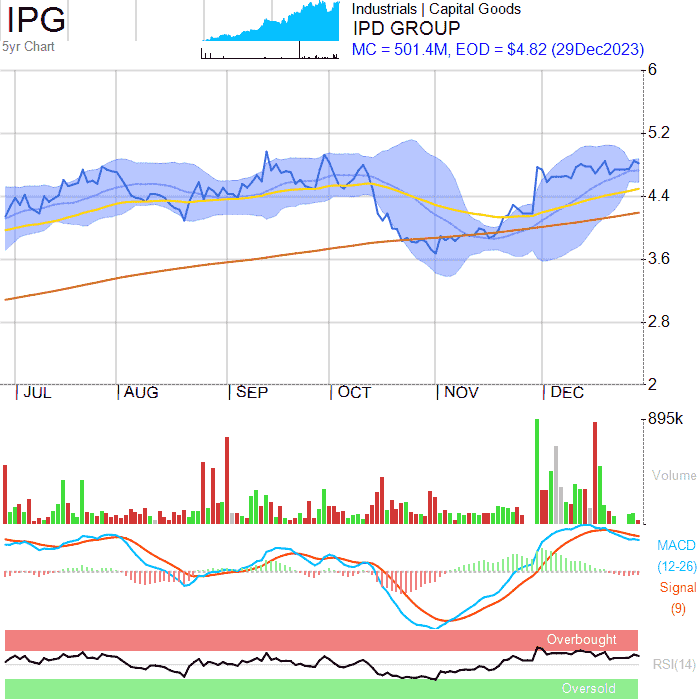 IPG
5yr Chart
Industrials | Capital Goods
IPD GROUP
MC = 501.4M, EOD = $4.82 (29Dec2023)
6
5.2
4.4
3.6
2.8
2
JUL AUG SEP OCT NOV DEC
895k
Volume
MACD
(12-26)
Signal
(9)
Overbought
RSI(14)
Oversold